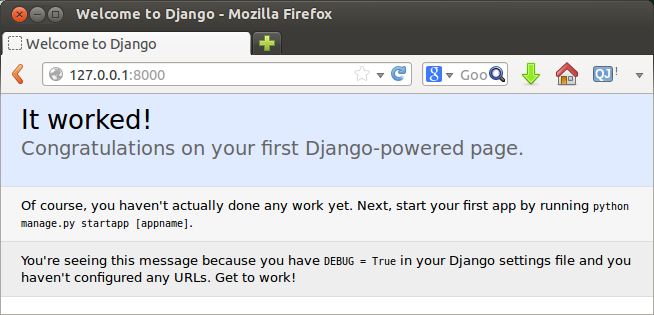 Welcome to Django - Mozilla Firefox
Welcome to Django
127.0.0.1:8000
8 Goo
QJ !
It worked!
Congratulations on your first Django-powered page.
Of course, you haven't actually done any work yet. Next, start your first app by running python
manage.py startapp [appname].
You're seeing this message because you have DEBUG = True in your Django settings file and you
haven't configured any URLs. Get to work!